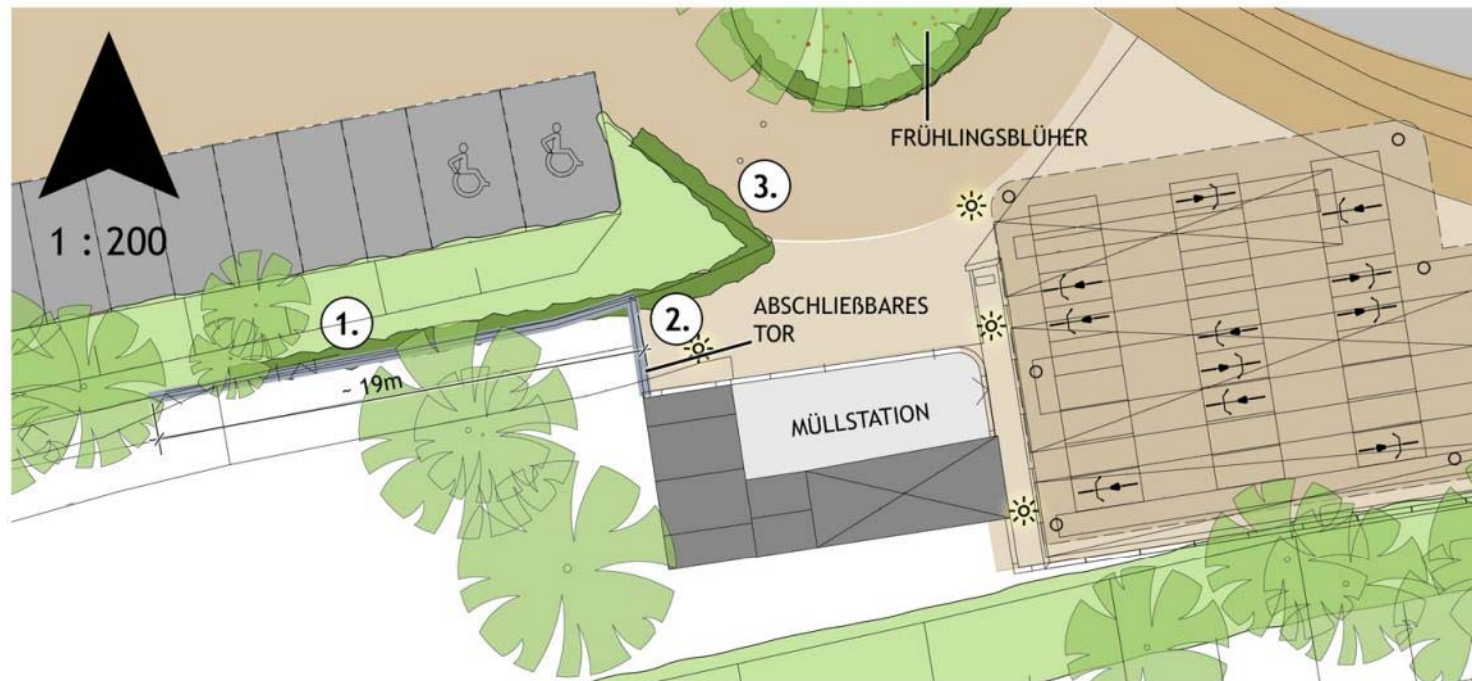 FRÜHLINGSBLÜHER
3.
1 : 200
1.
2.
ABSCHLIEßBARES
TOR
~ 19m
MÜLLSTATION